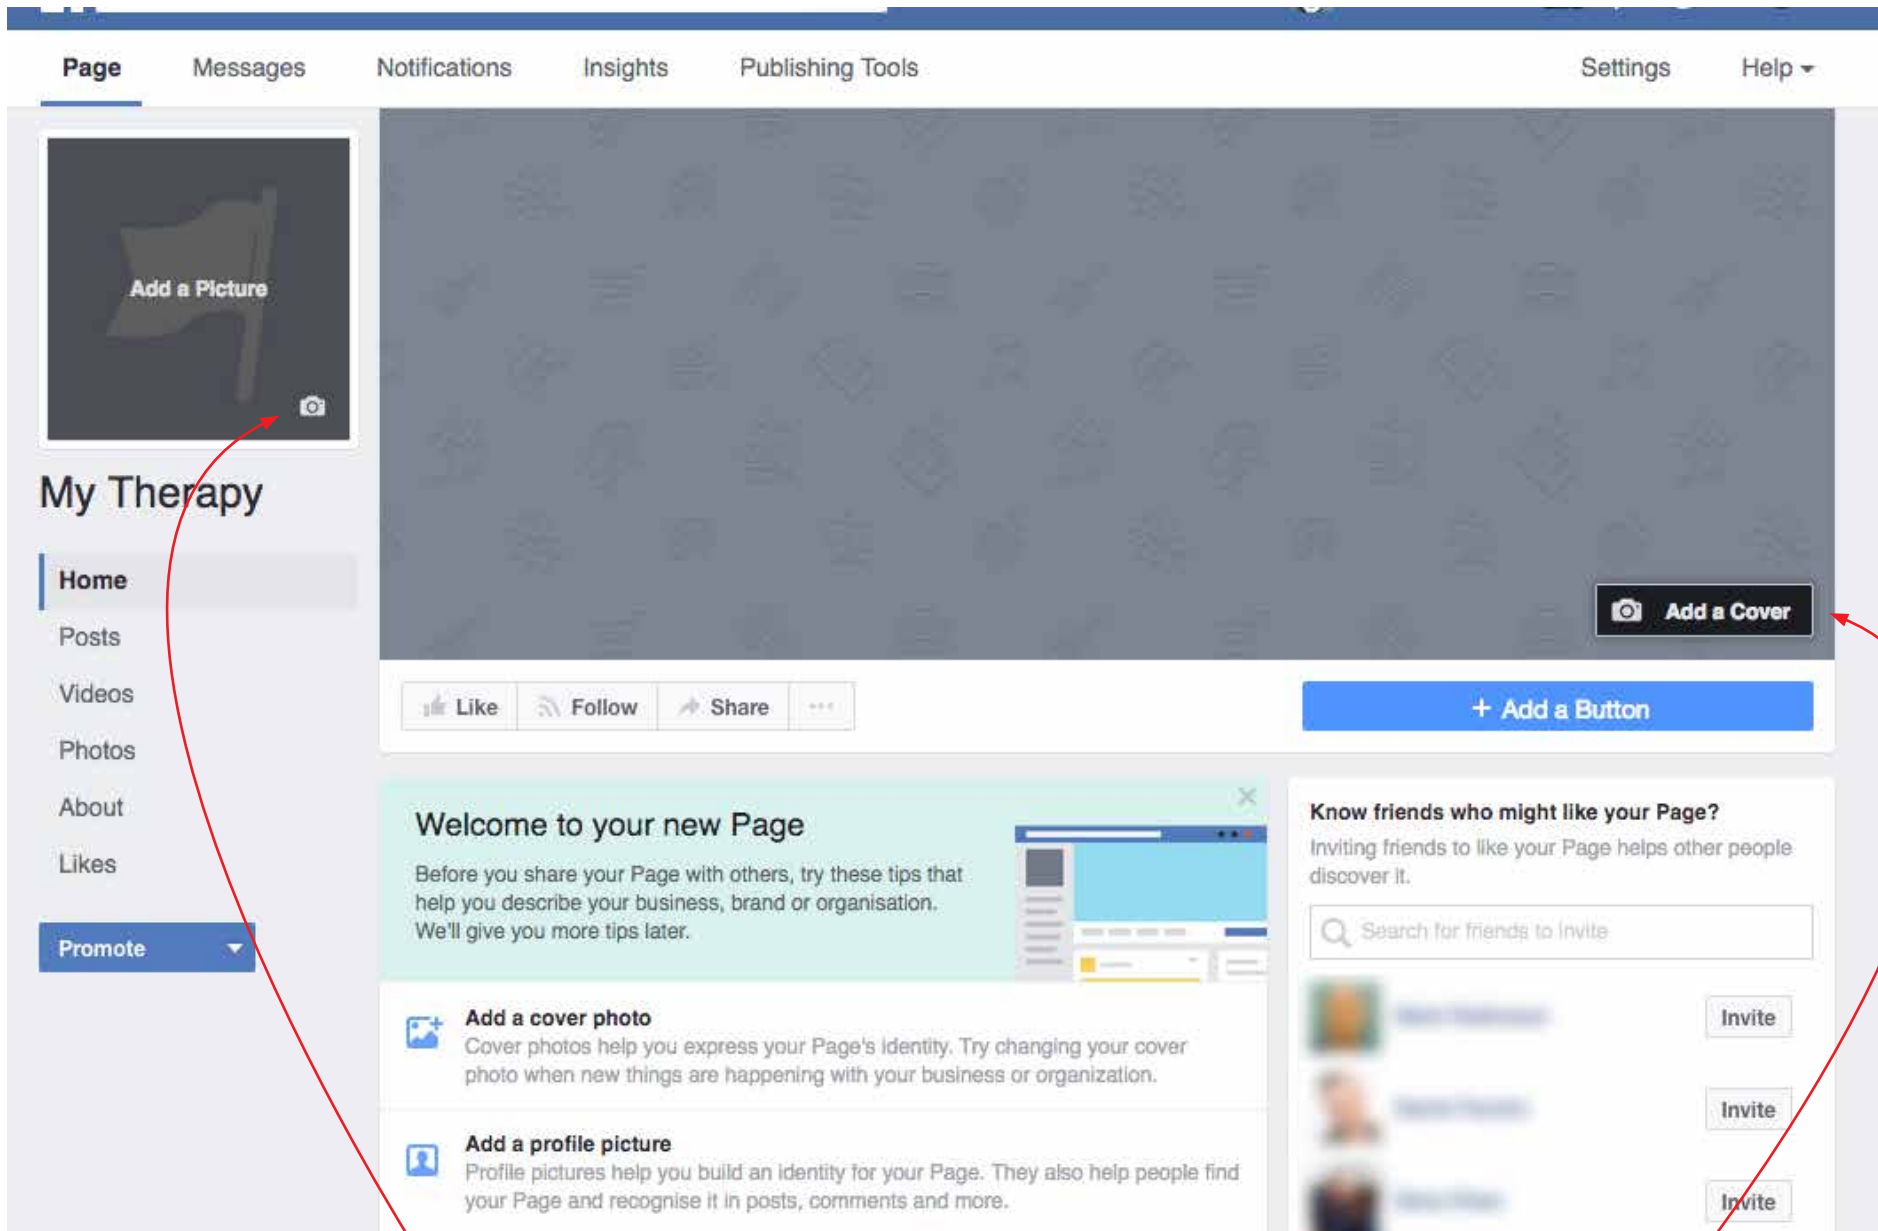 Page Messages Notifications Insights Publishing Tools Settings Help
Add a Picture
My Therapy
Home
Posts
Videos
Photos
About
Likes
Promote
Add a Cover
Like Follow Share
+ Add a Button
Welcome to your new Page
Before you share your Page with others, try these tips that
help you describe your business, brand or organisation.
We'll give you more tips later.
Add a cover photo
Cover photos help you express your Page's identity. Try changing your cover
photo when new things are happening with your business or organization.
Add a profile picture
Profile pictures help you build an identity for your Page. They also help people find
your Page and recognise it in posts, comments and more.
Know friends who might like your Page?
Inviting friends to like your Page helps other people
discover it.
Search for friends to invite
Invite
Invite
Invite